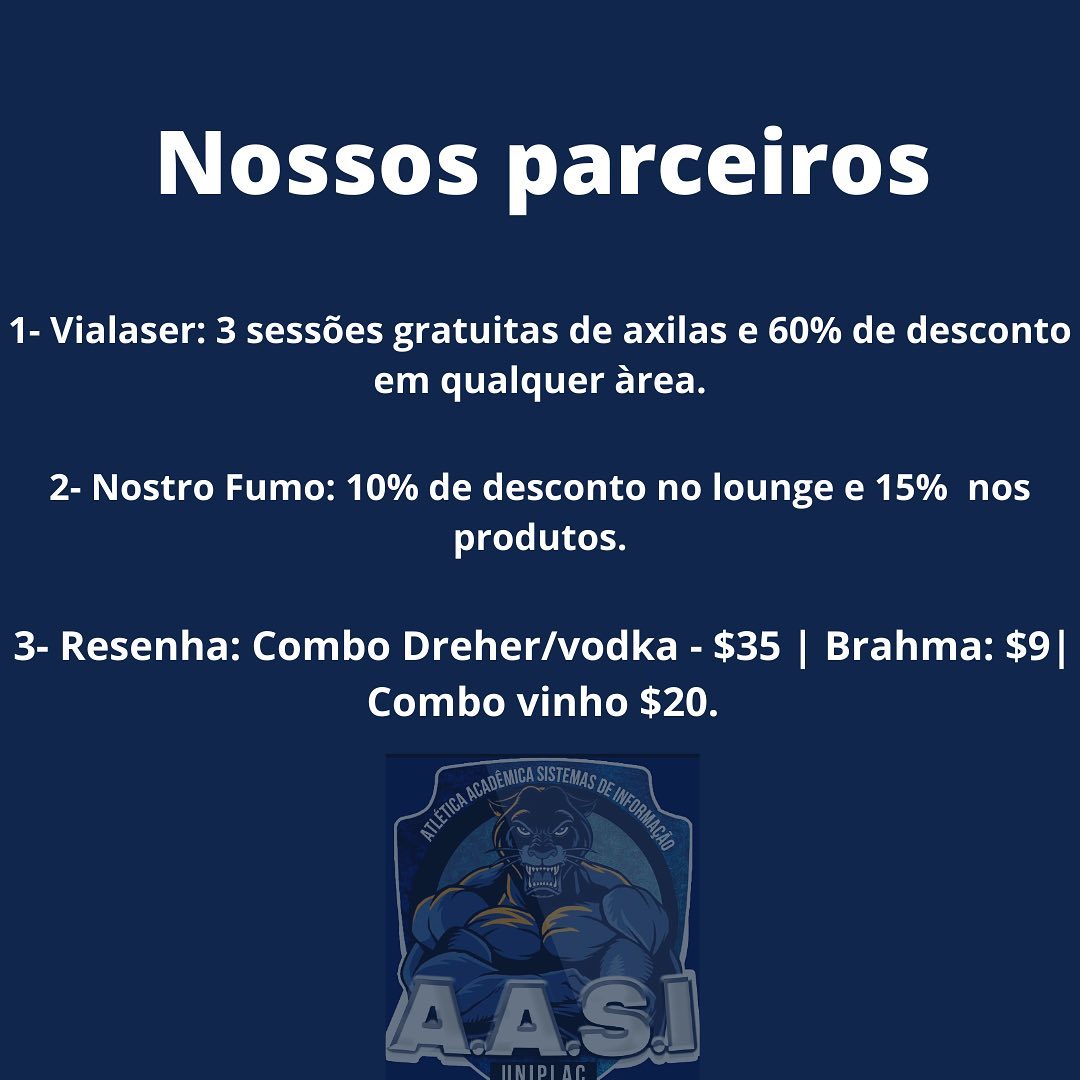 Nossos parceiros
1- Vialaser: 3 sessões gratuitas de axilas e 60% de desconto
em qualquer àrea.
2- Nostro Fumo: 10% de desconto no lounge e 15% nos
produtos.
3- Resenha: Combo Dreher/vodka - $35 | Brahma: $9|
Combo vinho $20.
ATLÉTICA ACADÊMICA SISTEMAS DE INFORMAÇÃO
A.A.S.I
UNIPLAC